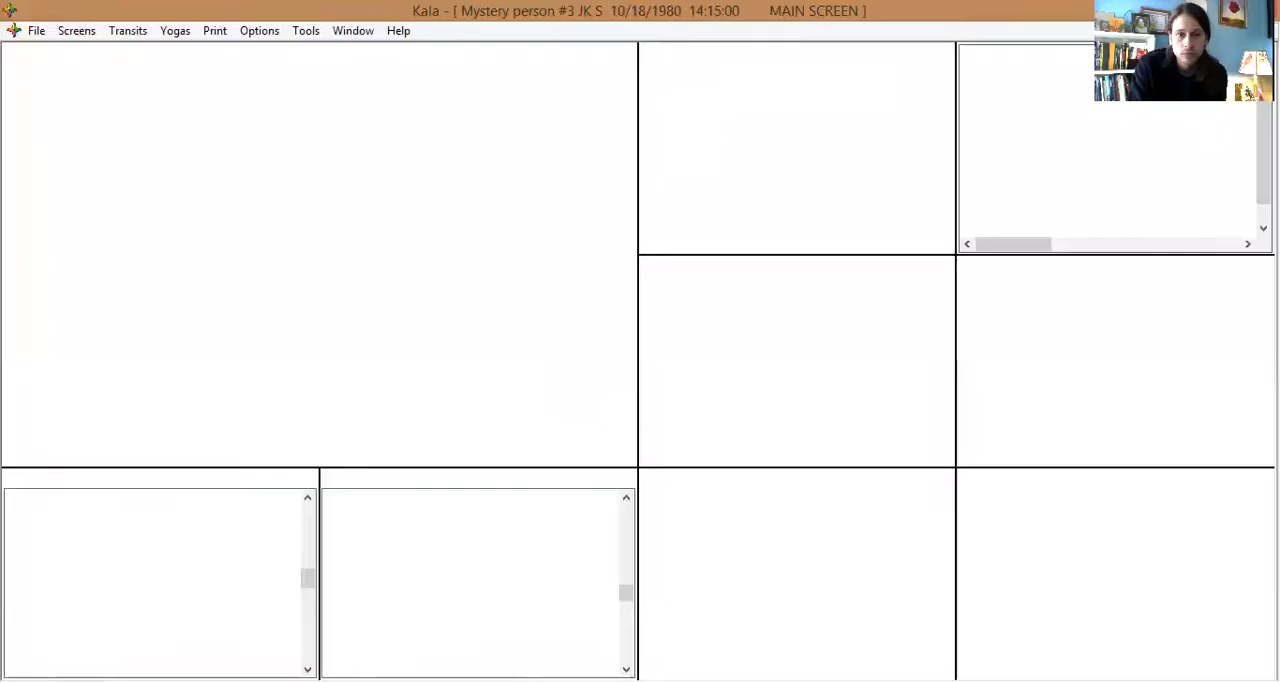 Kala - [ Mystery person #3 JK S 10/18/1980 14:15:00 MAIN SCREEN ]
File Screens Transits Yogas Print Options Tools Window Help